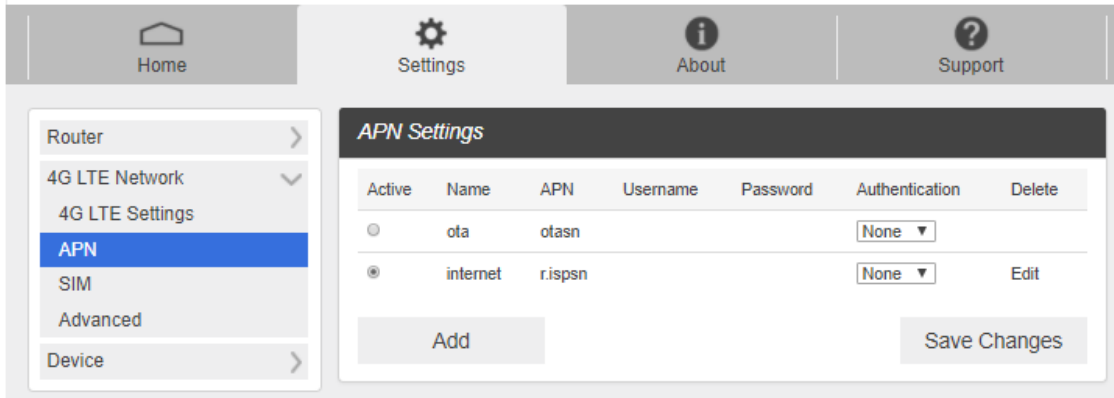 Home Settings About Support
Router
4G LTE Network
4G LTE Settings
APN
SIM
Advanced
Device
APN Settings
Active Name APN Username Password Authentication Delete
ota otasn None
internet r.ispsn None Edit
Add Save Changes